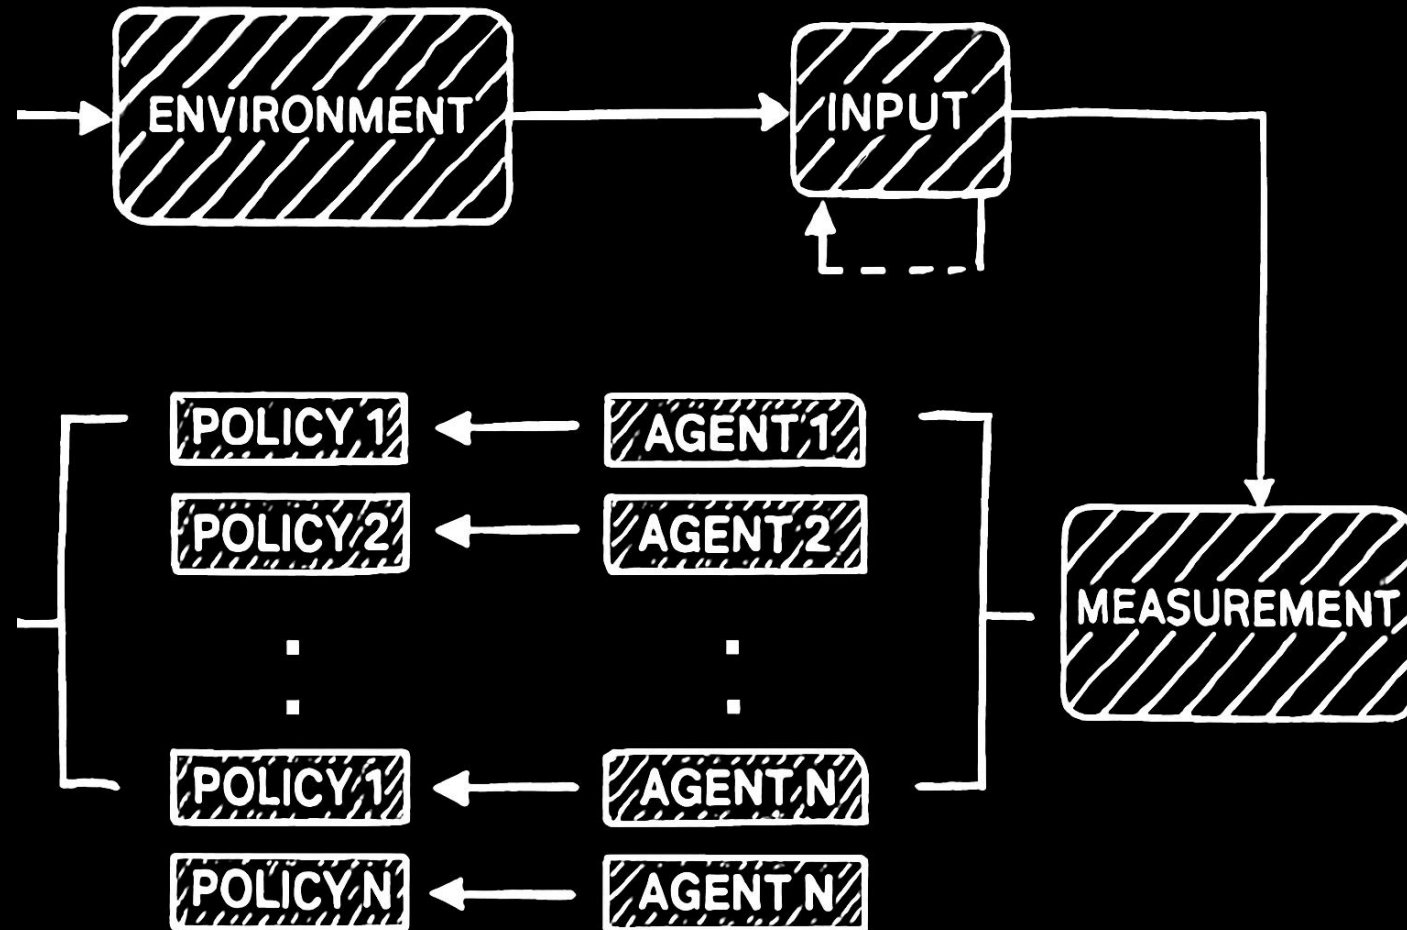 ENVIRONMENT
INPUT
POLICY 1
AGENT 1
POLICY 2
AGENT 2
MEASUREMENT
POLICY 1
AGENT N
POLICY N
AGENT N